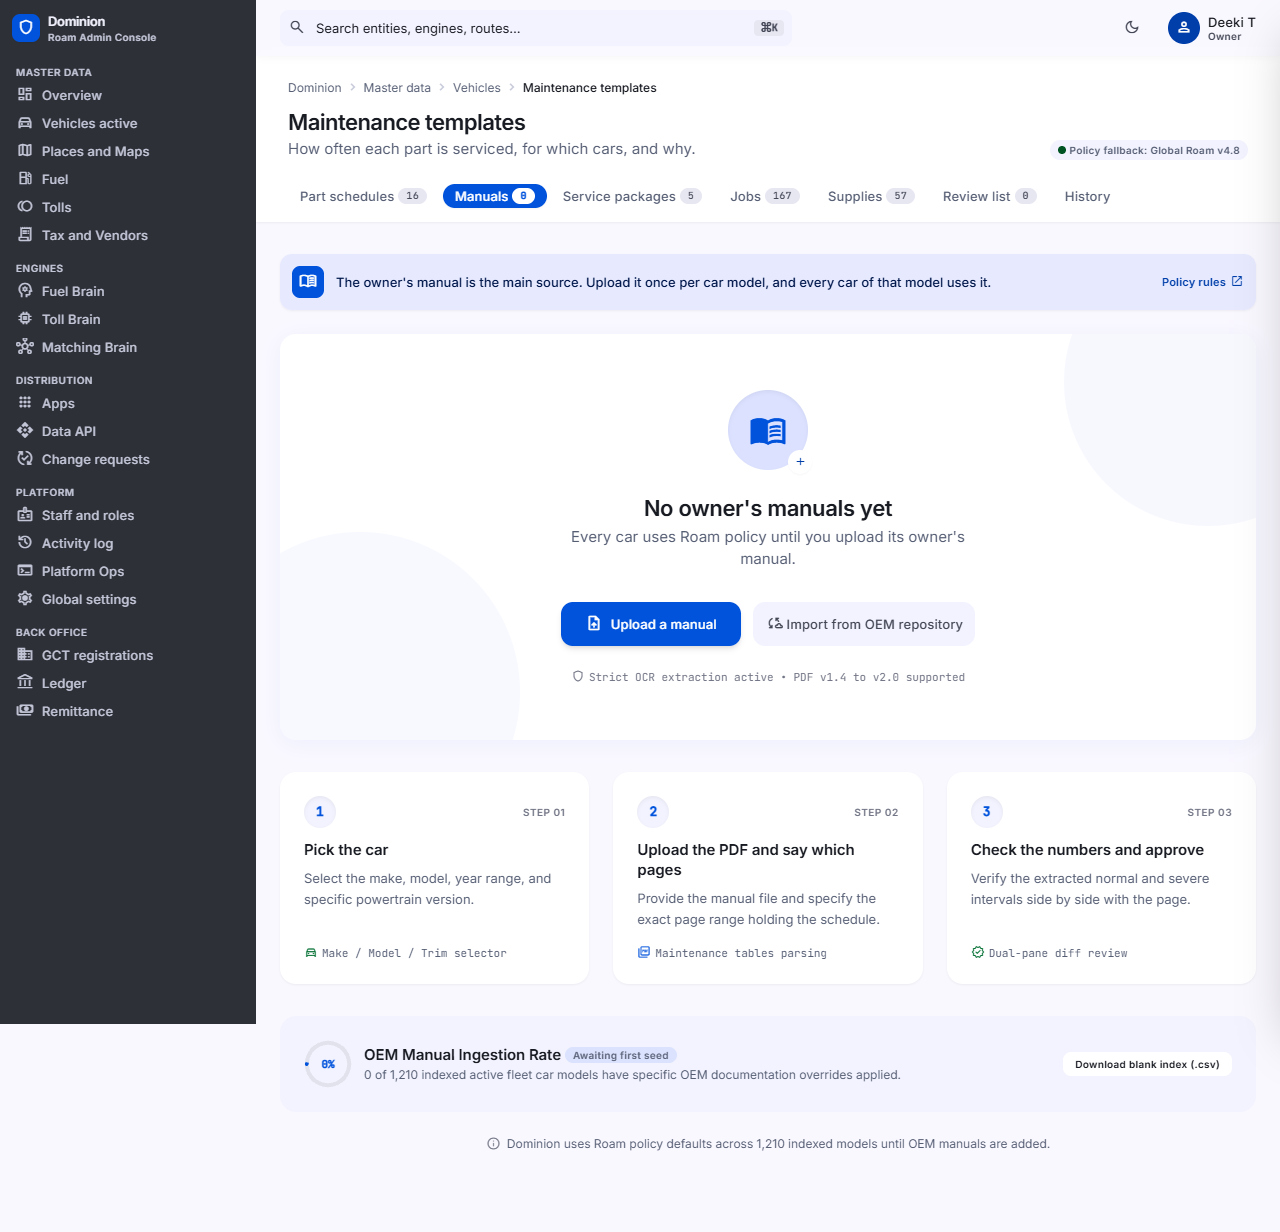 Dominion
Roam Admin Console
MASTER DATA
Overview
Vehicles active
Places and Maps
Fuel
Tolls
Tax and Vendors
ENGINES
Fuel Brain
Toll Brain
Matching Brain
DISTRIBUTION
Apps
Data API
Change requests
PLATFORM
Staff and roles
Activity log
Platform Ops
Global settings
BACK OFFICE
GCT registrations
Ledger
Remittance
Search entities, engines, routes...
⌘K
Deeki T
Owner
Dominion > Master data > Vehicles > Maintenance templates
Maintenance templates
How often each part is serviced, for which cars, and why.
Policy fallback: Global Roam v4.8
Part schedules 16
Manuals 0
Service packages 5
Jobs 167
Supplies 57
Review list 0
History
The owner's manual is the main source. Upload it once per car model, and every car of that model uses it.
Policy rules
No owner's manuals yet
Every car uses Roam policy until you upload its owner's
manual.
Upload a manual
Import from OEM repository
Strict OCR extraction active • PDF v1.4 to v2.0 supported
1
STEP 01
Pick the car
Select the make, model, year range, and
specific powertrain version.
Make / Model / Trim selector
2
STEP 02
Upload the PDF and say which
pages
Provide the manual file and specify the
exact page range holding the schedule.
Maintenance tables parsing
3
STEP 03
Check the numbers and approve
Verify the extracted normal and severe
intervals side by side with the page.
Dual-pane diff review
0%
OEM Manual Ingestion Rate
Awaiting first seed
0 of 1,210 indexed active fleet car models have specific OEM documentation overrides applied.
Download blank index (.csv)
Dominion uses Roam policy defaults across 1,210 indexed models until OEM manuals are added.